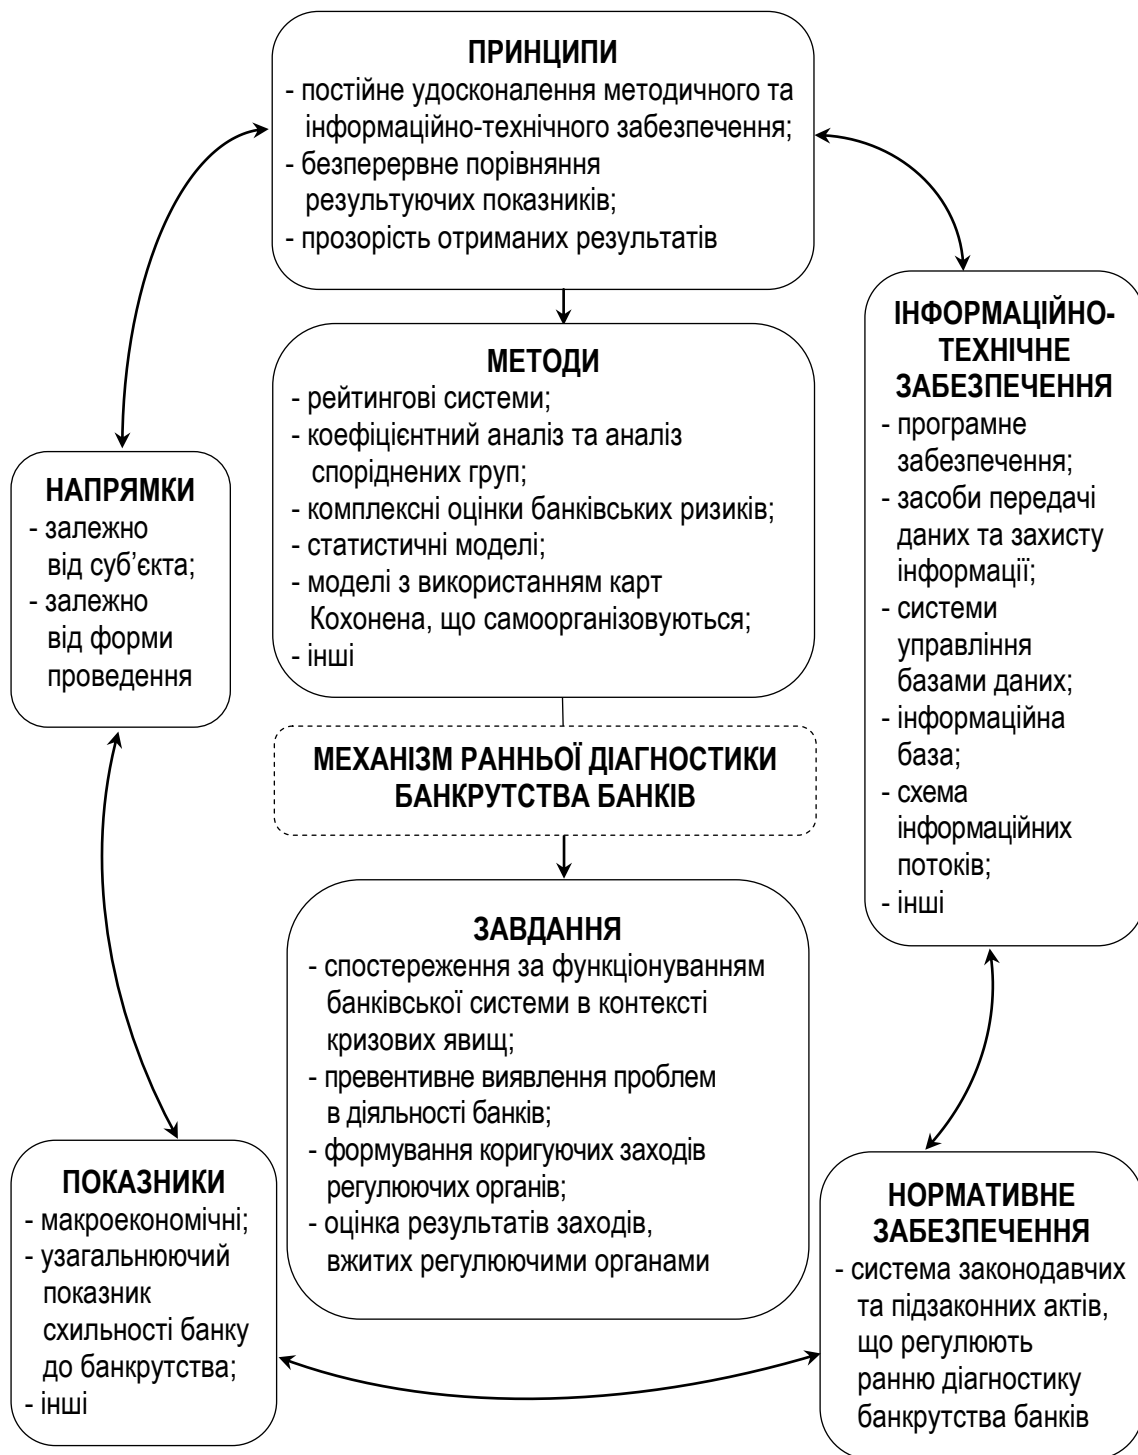 ПРИНЦИПИ
- постійне удосконалення методичного та
інформаційно-технічного забезпечення;
- безперервне порівняння
результуючих показників;
- прозорість отриманих результатів
МЕТОДИ
- рейтингові системи;
- коефіцієнтний аналіз та аналіз
споріднених груп;
- комплексні оцінки банківських ризиків;
- статистичні моделі;
- моделі з використанням карт
Кохонена, що самоорганізовуються;
- інші
ІНФОРМАЦІЙНО-
ТЕХНІЧНЕ
ЗАБЕЗПЕЧЕННЯ
- програмне
забезпечення;
- засоби передачі
даних та захисту
інформації;
- системи
управління
базами даних;
- інформаційна
база;
- схема
інформаційних
потоків;
- інші
НАПРЯМКИ
- залежно
від суб’єкта;
- залежно
від форми
проведення
МЕХАНІЗМ РАННЬОЇ ДІАГНОСТИКИ
БАНКРУТСТВА БАНКІВ
ЗАВДАННЯ
- спостереження за функціонуванням
банківської системи в контексті
кризових явищ;
- превентивне виявлення проблем
в діяльності банків;
- формування коригуючих заходів
регулюючих органів;
- оцінка результатів заходів,
вжитих регулюючими органами
ПОКАЗНИКИ
- макроекономічні;
- узагальнюючий
показник
схильності банку
до банкрутства;
- інші
НОРМАТИВНЕ
ЗАБЕЗПЕЧЕННЯ
- система законодавчих
та підзаконних актів,
що регулюють
ранню діагностику
банкрутства банків